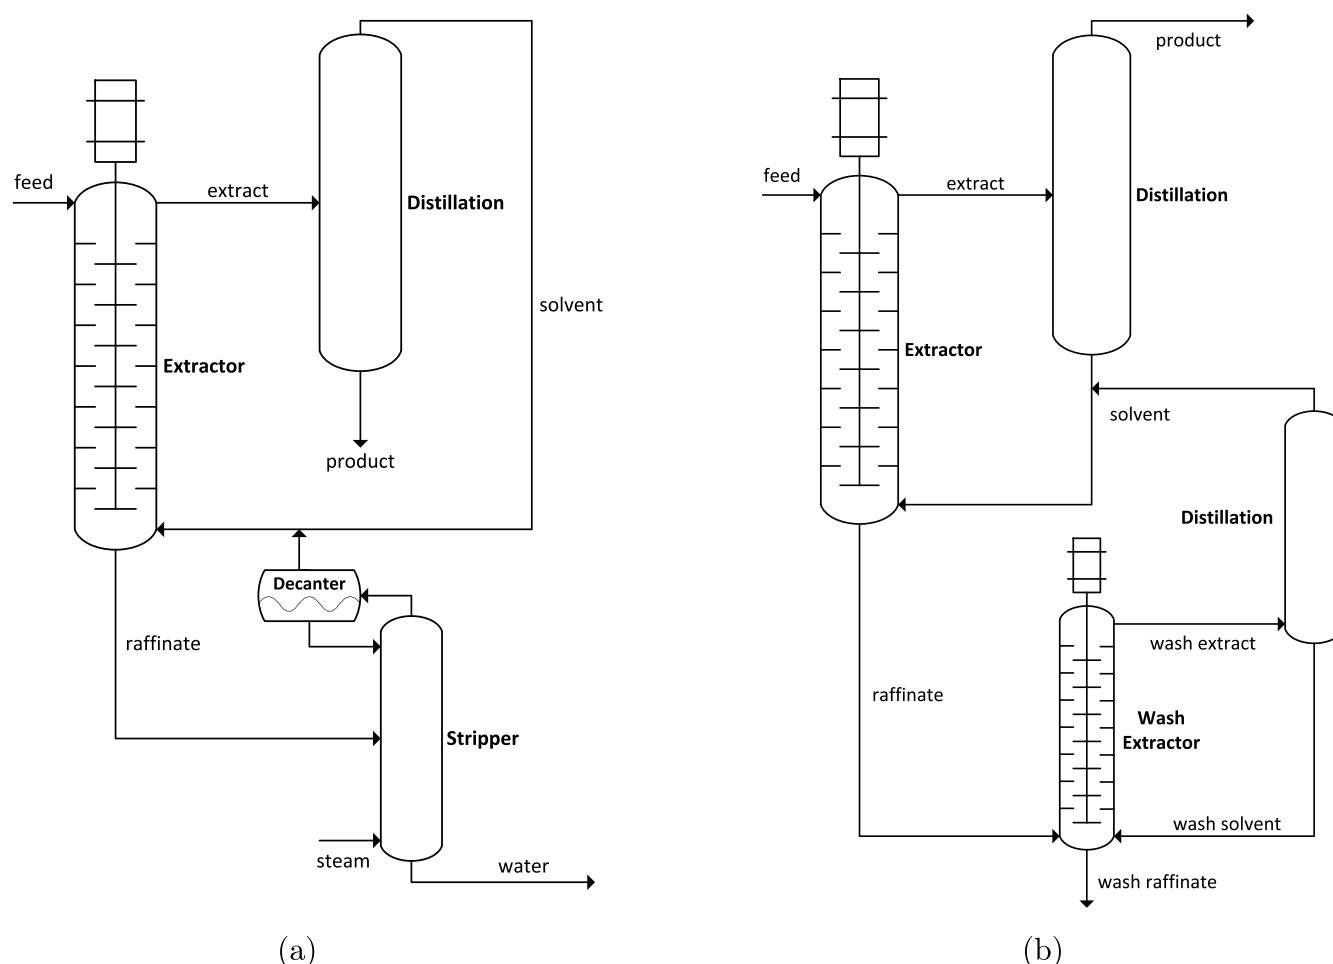 feed
extract
Distillation
solvent
Extractor
product
Decanter
raffinate
Stripper
steam
water
(a)
product
feed
extract
Distillation
Extractor
solvent
Distillation
wash extract
raffinate
Wash
Extractor
wash solvent
wash raffinate
(b)